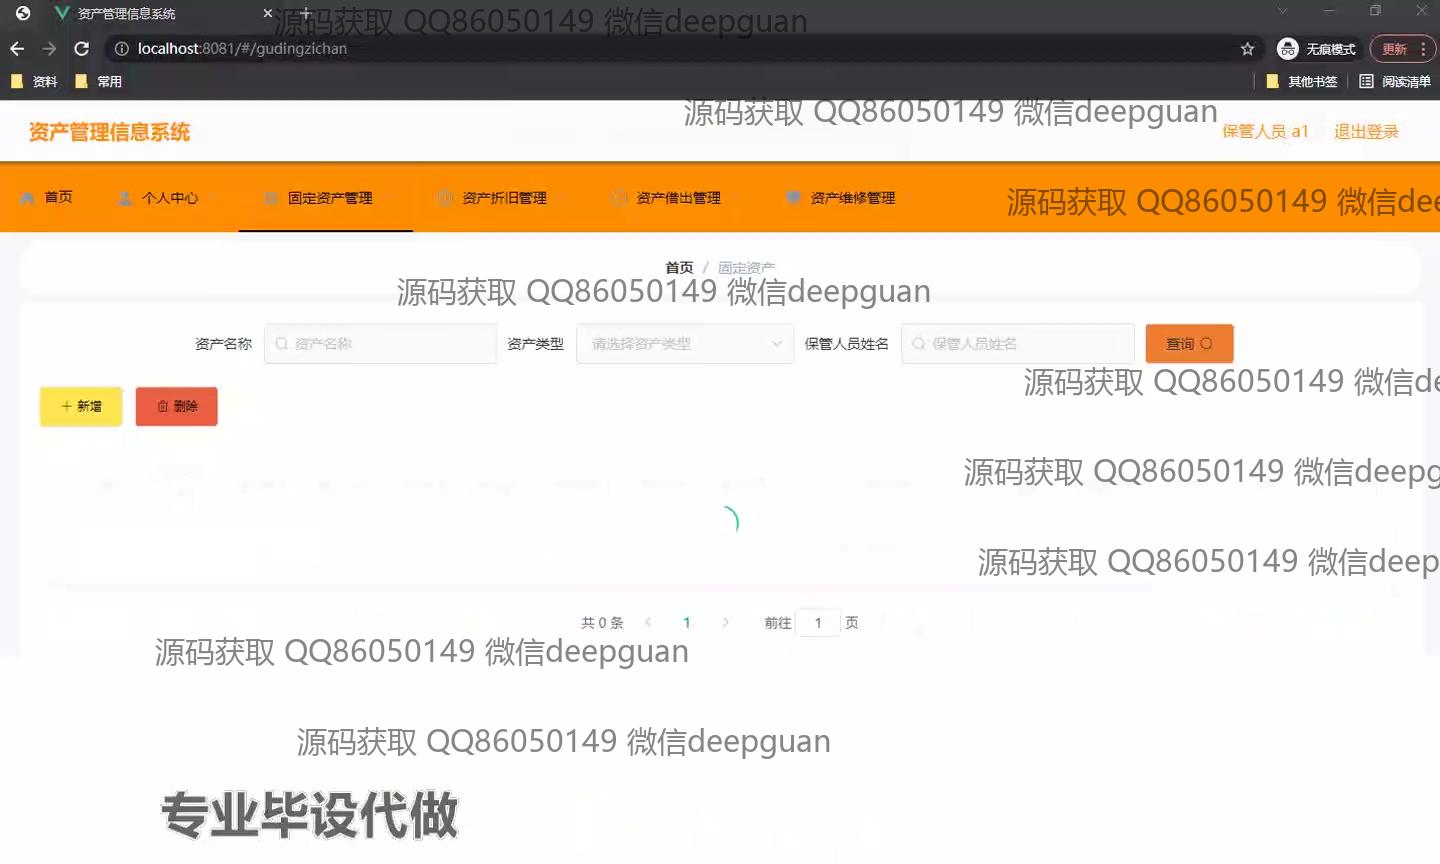 资产管理信息系统
源码获取 QQ86050149 微信deepguan
localhost:8081/#/gudingzichan
无痕模式
更新
资料
常用
其他书签
阅读清单
源码获取 QQ86050149 微信deepguan
资产管理信息系统
保管人员 a1
退出登录
首页
个人中心
固定资产管理
资产折旧管理
资产借出管理
资产维修管理
源码获取 QQ86050149 微信dee
首页 / 固定资产
源码获取 QQ86050149 微信deepguan
资产名称
资产名称
资产类型
请选择资产类型
保管人员姓名
保管人员姓名
查询
源码获取 QQ86050149 微信de
新增
删除
源码获取 QQ86050149 微信deepg
源码获取 QQ86050149 微信deep
共 0 条
1
前往 1 页
源码获取 QQ86050149 微信deepguan
源码获取 QQ86050149 微信deepguan
专业毕设代做